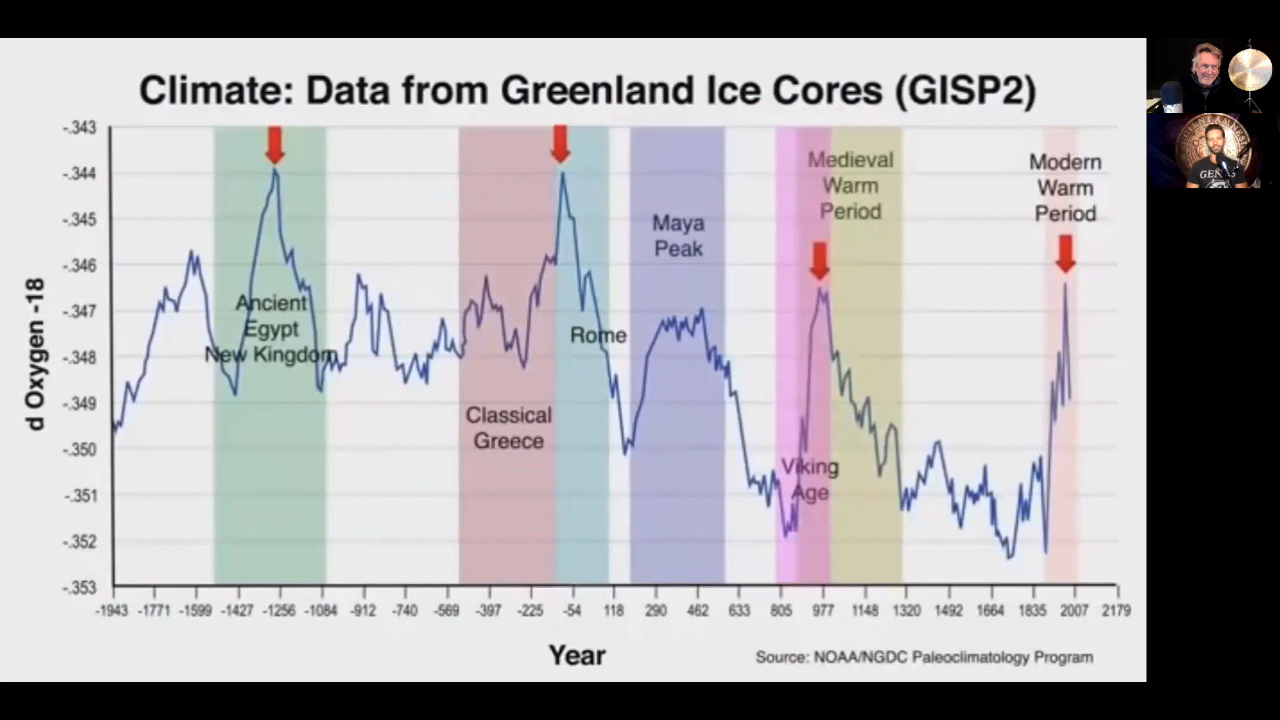 Climate: Data from Greenland Ice Cores (GISP2)
d Oxygen -18
-.343
-.344
-.345
-.346
-.347
-.348
-.349
-.350
-.351
-.352
-.353
Ancient
Egypt
New Kingdom
Classical
Greece
Rome
Maya
Peak
Viking
Age
Medieval
Warm
Period
Modern
Warm
Period
-1943 -1771 -1599 -1427 -1256 -1084 -912 -740 -569 -397 -225 -54 118 290 462 633 805 977 1148 1320 1492 1664 1835 2007 2179
Year
Source: NOAA/NGDC Paleoclimatology Program